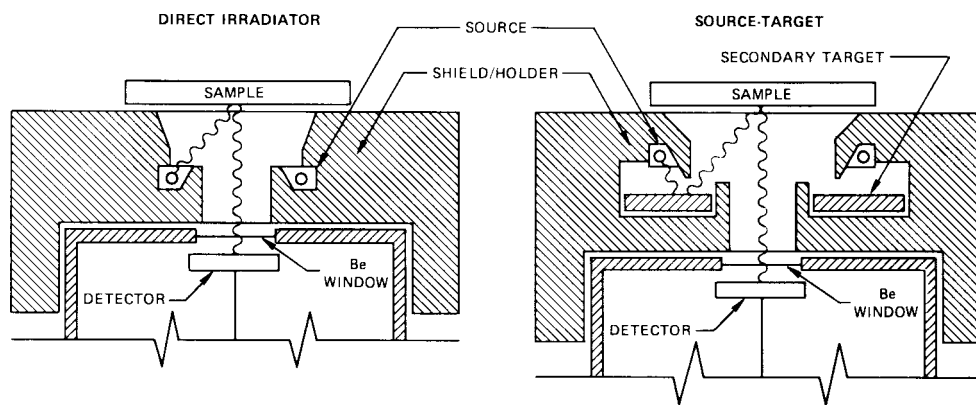 DIRECT IRRADIATOR
SOURCE
SHIELD/HOLDER
SAMPLE
Be
WINDOW
DETECTOR
SOURCE-TARGET
SECONDARY TARGET
SAMPLE
Be
WINDOW
DETECTOR